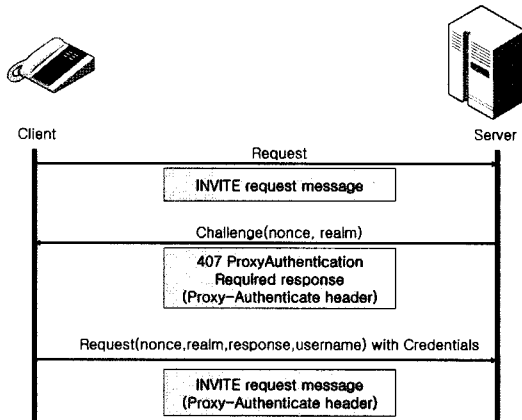 Client
Server
Request
INVITE request message
Challenge(nonce, realm)
407 ProxyAuthentication
Required response
(Proxy-Authenticate header)
Request(nonce,realm,response,username) with Credentials
INVITE request message
(Proxy-Authenticate header)